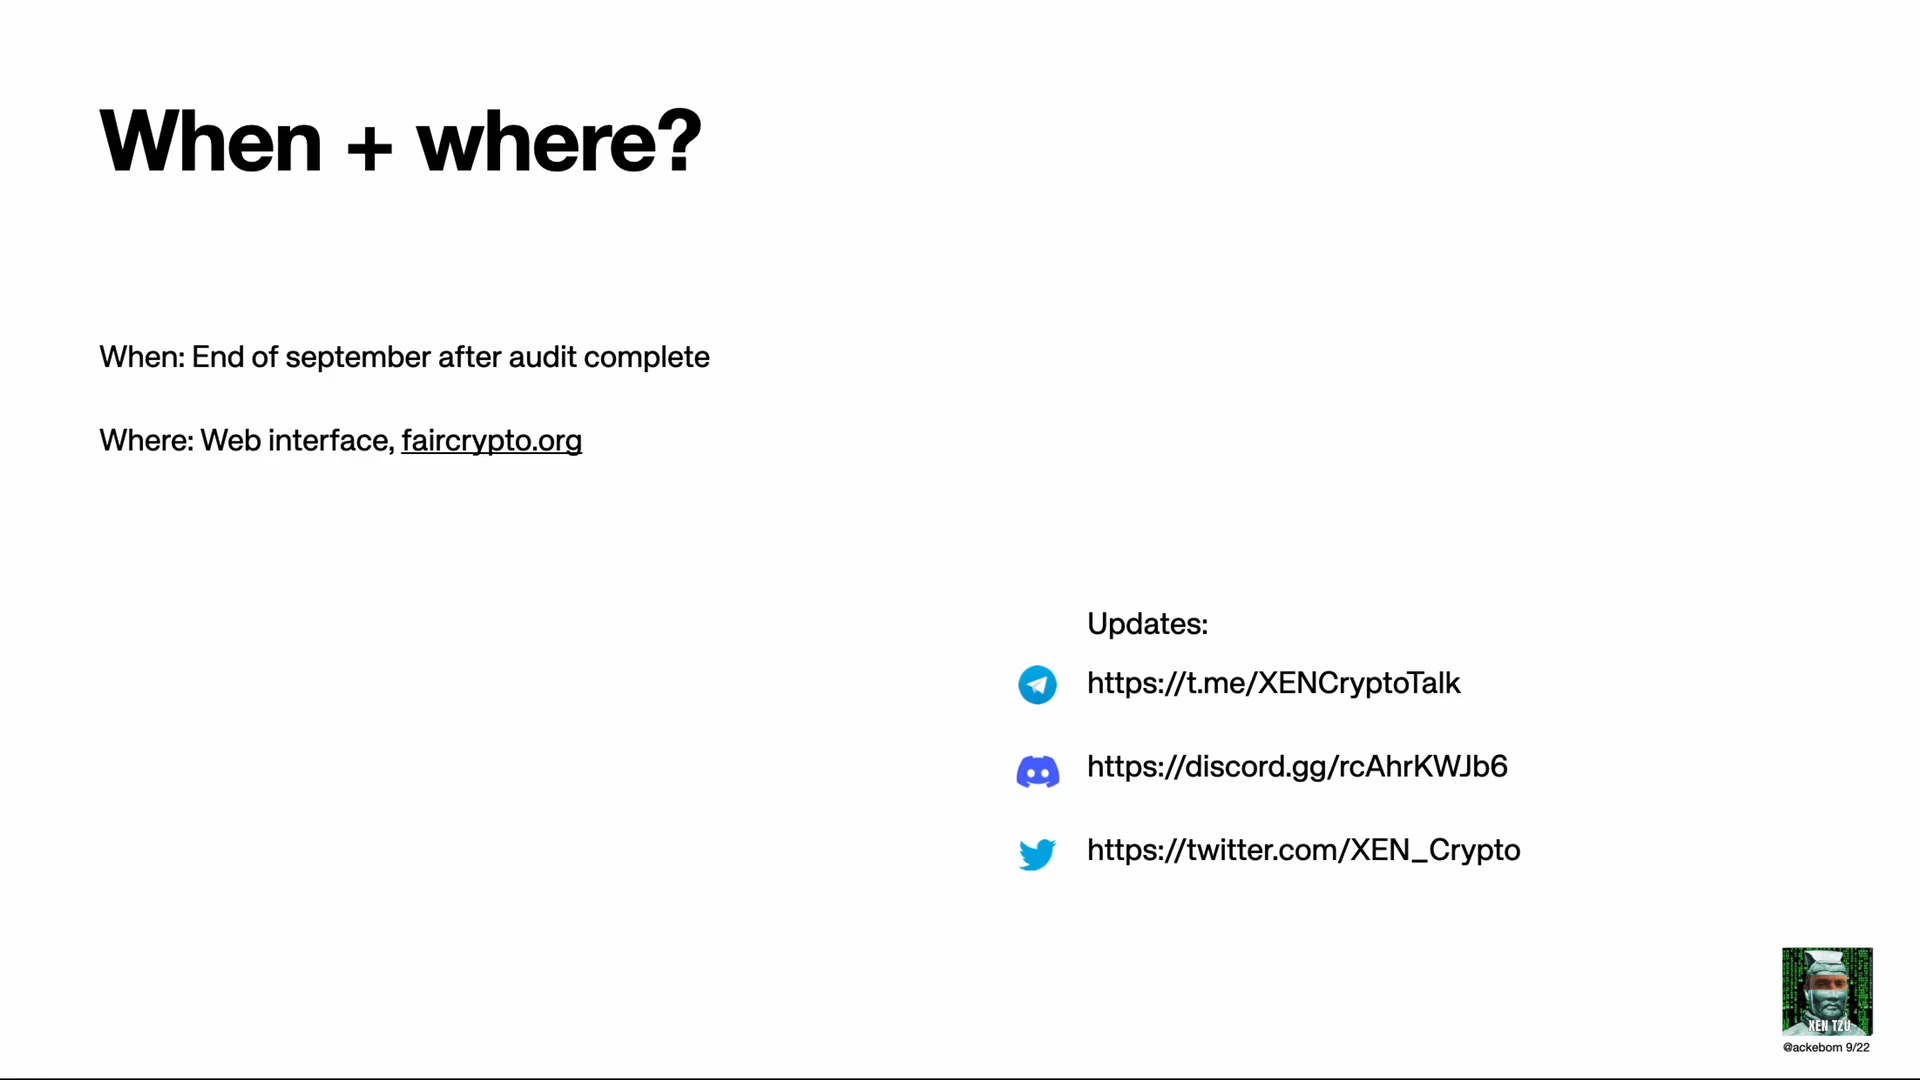 When + where?
When: End of september after audit complete
Where: Web interface, faircrypto.org
Updates:
https://t.me/XENCryptoTalk
https://discord.gg/rcAhrKWJb6
https://twitter.com/XEN_Crypto
XEN TZU
@ackebom 9/22